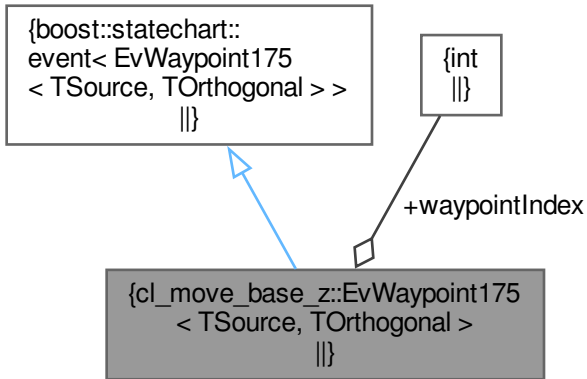 {boost::statechart::
event< EvWaypoint175
< TSource, TOrthogonal > >
||}
{int
||}
+waypointIndex
{cl_move_base_z::EvWaypoint175
< TSource, TOrthogonal >
||}